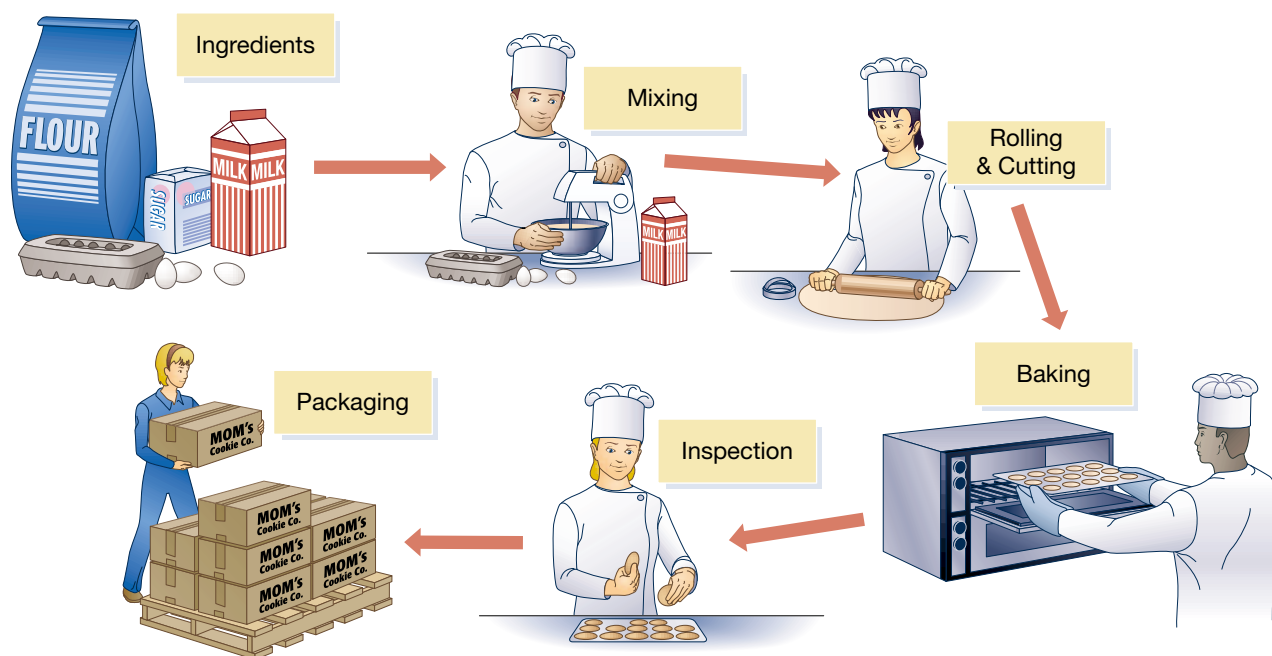 Ingredients
FLOUR
SUGAR
SUGAR
MILK
MILK
Mixing
MILK
MILK
Rolling
& Cutting
Baking
Inspection
Packaging
MOM's
Cookie Co.
MOM's
Cookie Co.
MOM's
Cookie Co.
MOM's
Cookie Co.
MOM's
Cookie Co.
MOM's
Cookie Co.